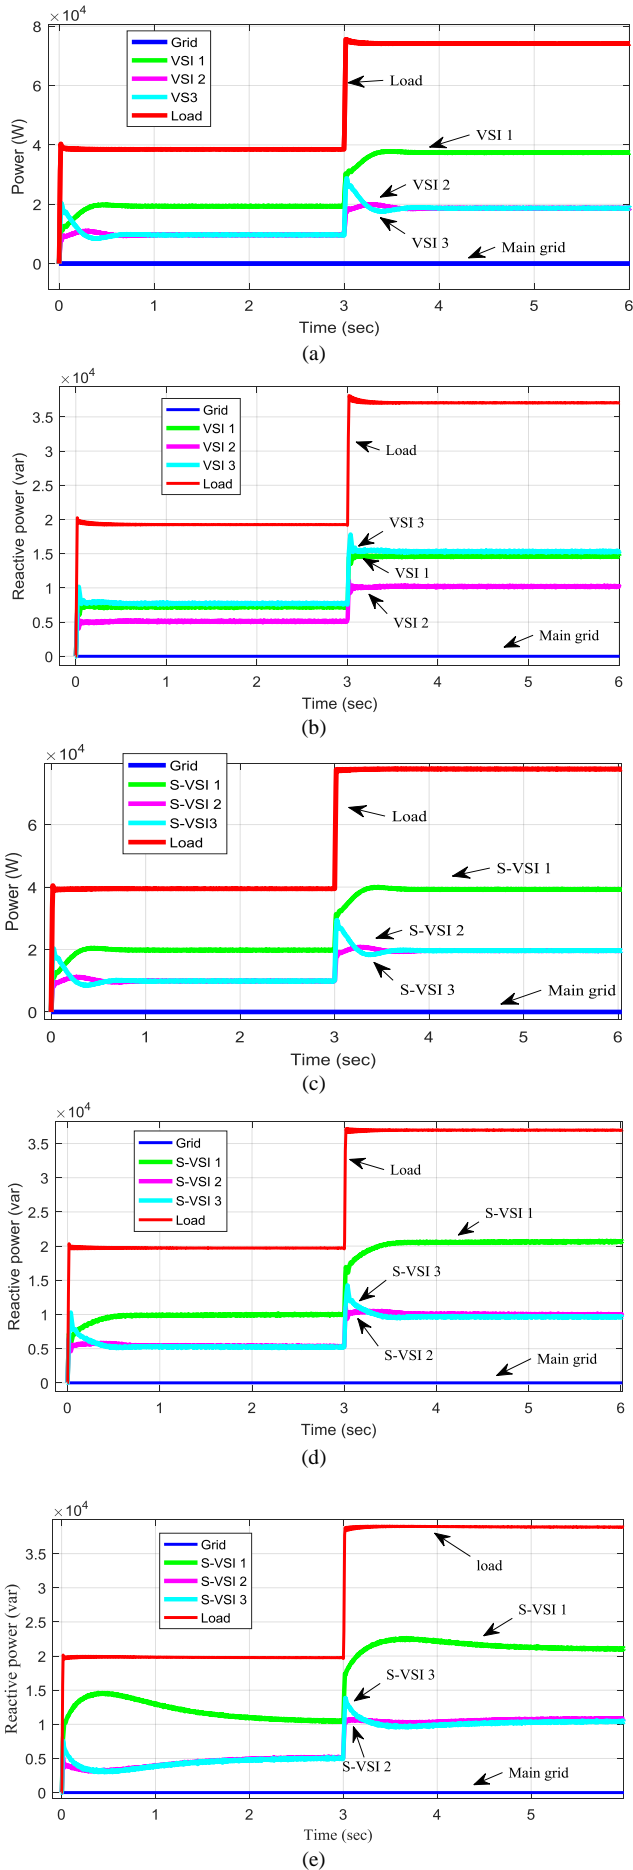 ×10⁴
8
6
4
2
0
Power (W)
Grid
VSI 1
VSI 2
VS3
Load
Load
VSI 1
VSI 2
VSI 3
Main grid
0 1 2 3 4 5 6
Time (sec)
(a)
×10⁴
3.5
3
2.5
2
1.5
1
0.5
0
Reactive power (var)
Grid
VSI 1
VSI 2
VSI 3
Load
Load
VSI 3
VSI 1
VSI 2
Main grid
0 1 2 3 4 5 6
Time (sec)
(b)
×10⁴
6
4
2
0
Power (W)
Grid
S-VSI 1
S-VSI 2
S-VSI3
Load
Load
S-VSI 1
S-VSI 2
S-VSI 3
Main grid
0 1 2 3 4 5 6
Time (sec)
(c)
×10⁴
3.5
3
2.5
2
1.5
1
0.5
0
Reactive power (var)
Grid
S-VSI 1
S-VSI 2
S-VSI 3
Load
Load
S-VSI 1
S-VSI 3
S-VSI 2
Main grid
0 1 2 3 4 5 6
Time (sec)
(d)
×10⁴
3.5
3
2.5
2
1.5
1
0.5
0
Reactive power (var)
Grid
S-VSI 1
S-VSI 2
S-VSI 3
Load
load
S-VSI 1
S-VSI 3
S-VSI 2
Main grid
0 1 2 3 4 5
Time (sec)
(e)